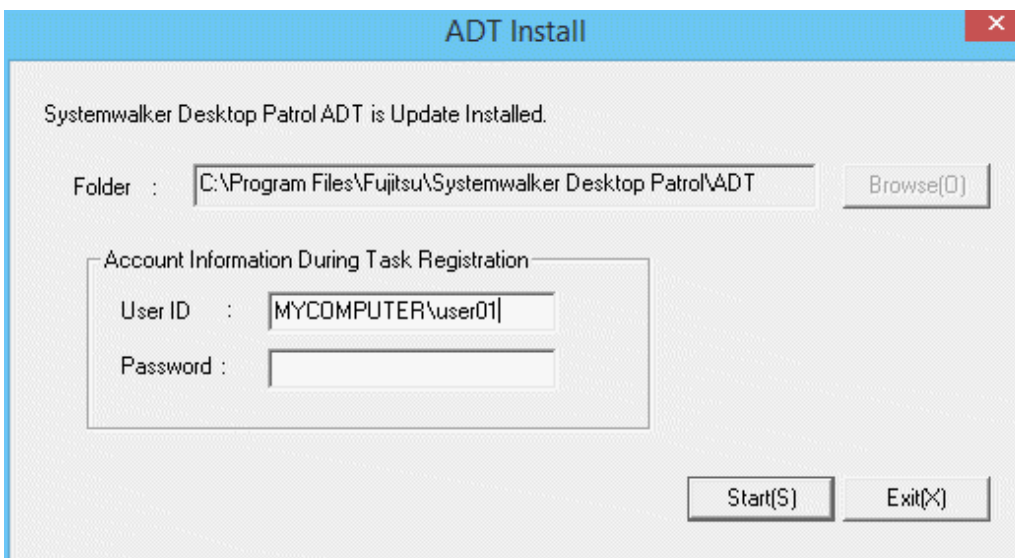 ADT Install
Systemwalker Desktop Patrol ADT is Update Installed.
Folder : C:\Program Files\Fujitsu\Systemwalker Desktop Patrol\ADT Browse(O)
Account Information During Task Registration
User ID : MYCOMPUTER\user01
Password :
Start(S) Exit(X)